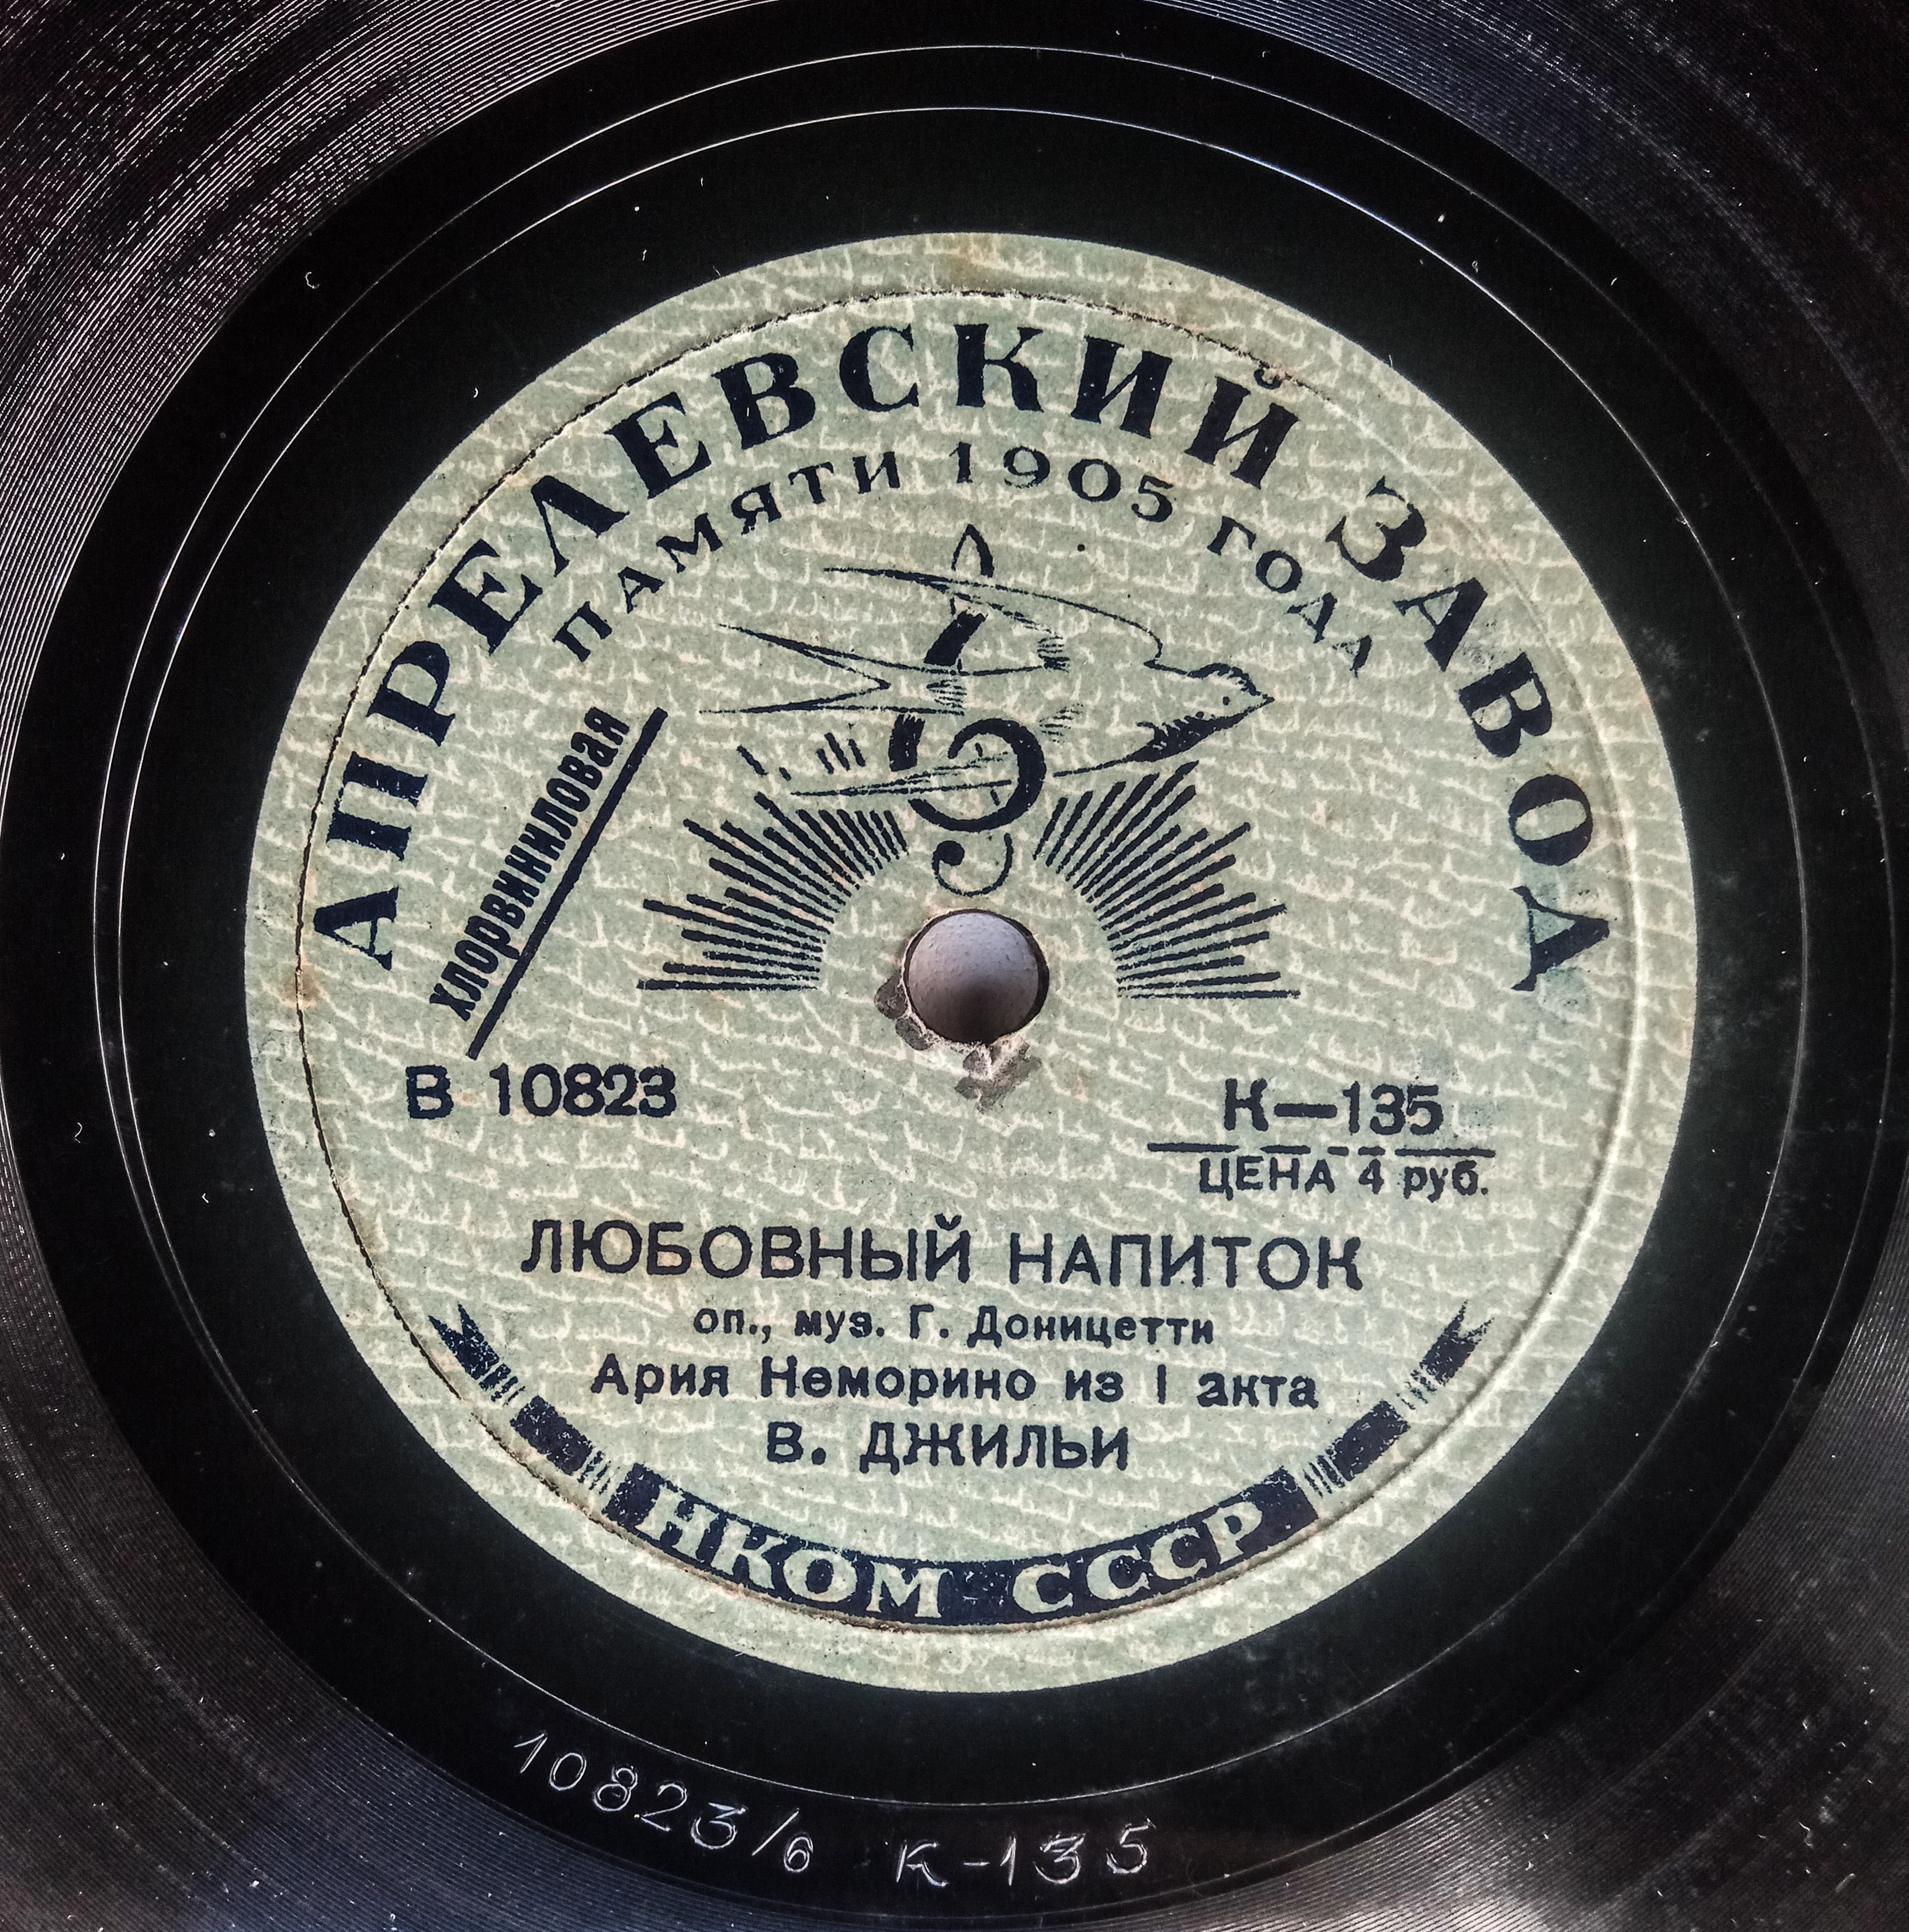 АПРЕЛЕВСКИЙ ЗАВОД
ПАМЯТИ 1905 ГОДА
хлорвиниловая
В 10823
К—135
ЦЕНА 4 руб.
ЛЮБОВНЫЙ НАПИТОК
оп., муз. Г. Доницетти
Ария Неморино из I акта
В. ДЖИЛЬИ
НКОМ СССР
10823/6 К-135